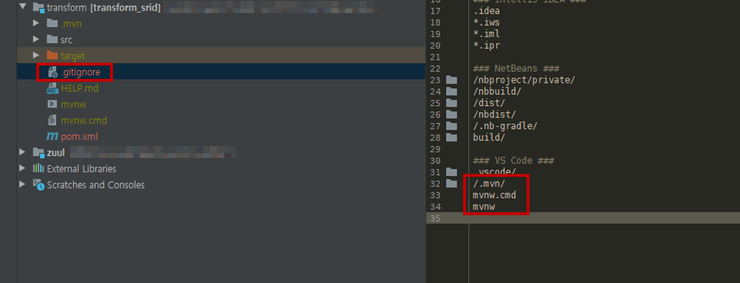 transform [transform_srid]
.mvn
src
target
.gitignore
HELP.md
mvnw
mvnw.cmd
pom.xml
zuul
External Libraries
Scratches and Consoles
17 .idea
18 *.iws
19 *.iml
20 *.ipr
21
22 ### NetBeans ###
23 /nbproject/private/
24 /nbbuild/
25 /dist/
26 /nbdist/
27 /.nb-gradle/
28 build/
29
30 ### VS Code ###
31 .vscode/
32 /.mvn/
33 mvnw.cmd
34 mvnw
35